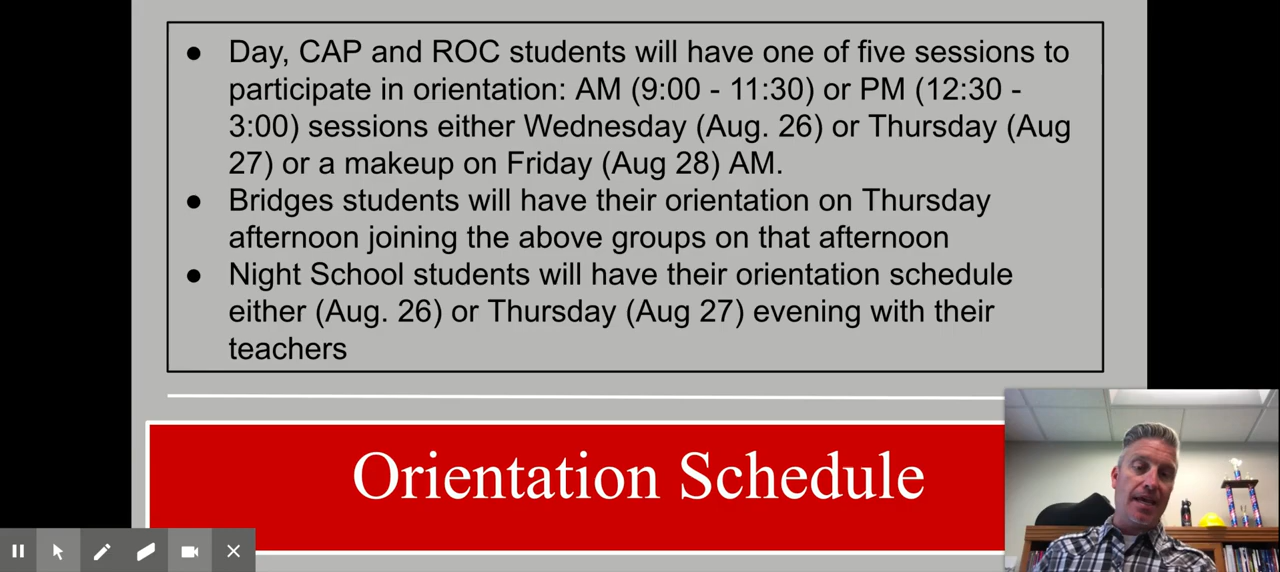 ● Day, CAP and ROC students will have one of five sessions to
participate in orientation: AM (9:00 - 11:30) or PM (12:30 -
3:00) sessions either Wednesday (Aug. 26) or Thursday (Aug
27) or a makeup on Friday (Aug 28) AM.
● Bridges students will have their orientation on Thursday
afternoon joining the above groups on that afternoon
● Night School students will have their orientation schedule
either (Aug. 26) or Thursday (Aug 27) evening with their
teachers
Orientation Schedule